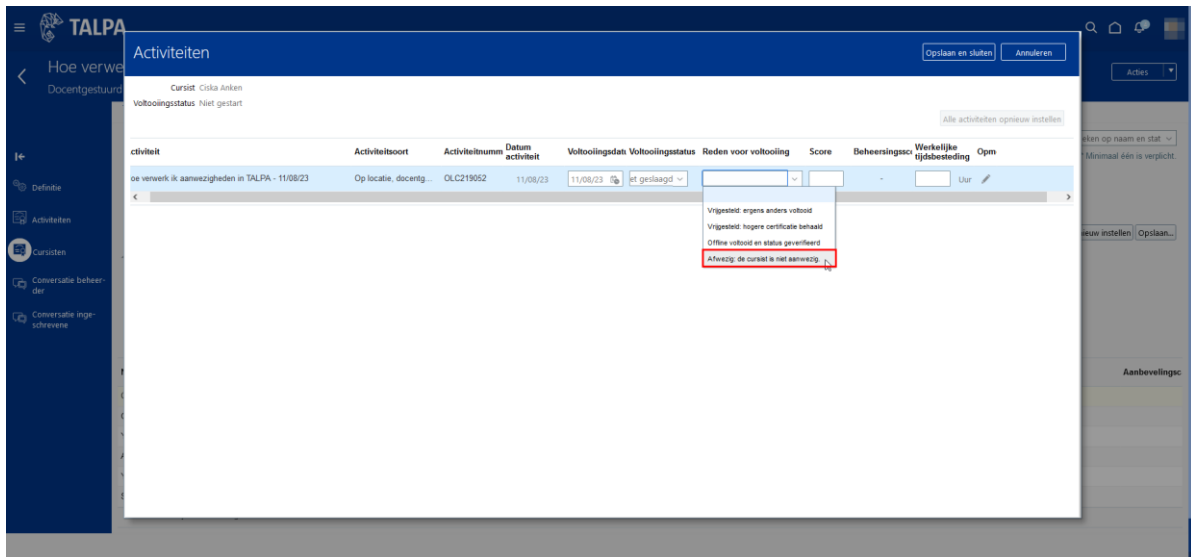 TALPA
Hoe verwe
Docentgestuurd
Acties
Activiteiten
Opslaan en sluiten
Annuleren
Cursist Ciska Anken
Voltooiingsstatus Niet gestart
Alle activiteiten opnieuw instellen
eken op naam en stat
* Minimaal één is verplicht.
ctiviteit Activiteitsoort Activiteitnumm Datum activiteit Voltooiingsdatu Voltooiingsstatus Reden voor voltooiing Score Beheersingssco Werkelijke tijdsbesteding Opm
oe verwerk ik aanwezigheden in TALPA - 11/08/23 Op locatie, docentg... OLC219052 11/08/23 11/08/23 et geslaagd - Uur
Vrijgesteld: ergens anders voltooid
Vrijgesteld: hogere certificatie behaald
Offline voltooid en status geverifieerd
Afwezig: de cursist is niet aanwezig.
Definitie
Activiteiten
Cursisten
Conversatie beheer-
der
Conversatie inge-
schrevene
ieuw instellen
Opslaan...
Aanbevelingsc